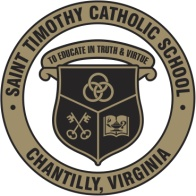 SAINT TIMOTHY CATHOLIC SCHOOL
TO EDUCATE IN TRUTH & VIRTUE
CHANTILLY, VIRGINIA